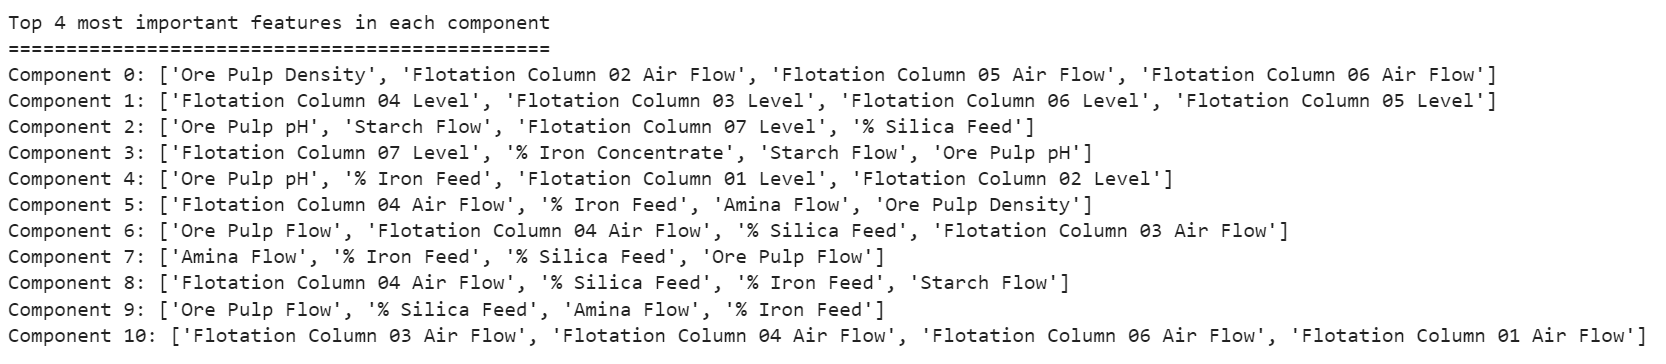 Top 4 most important features in each component
===============================================
Component 0: ['Ore Pulp Density', 'Flotation Column 02 Air Flow', 'Flotation Column 05 Air Flow', 'Flotation Column 06 Air Flow']
Component 1: ['Flotation Column 04 Level', 'Flotation Column 03 Level', 'Flotation Column 06 Level', 'Flotation Column 05 Level']
Component 2: ['Ore Pulp pH', 'Starch Flow', 'Flotation Column 07 Level', '% Silica Feed']
Component 3: ['Flotation Column 07 Level', '% Iron Concentrate', 'Starch Flow', 'Ore Pulp pH']
Component 4: ['Ore Pulp pH', '% Iron Feed', 'Flotation Column 01 Level', 'Flotation Column 02 Level']
Component 5: ['Flotation Column 04 Air Flow', '% Iron Feed', 'Amina Flow', 'Ore Pulp Density']
Component 6: ['Ore Pulp Flow', 'Flotation Column 04 Air Flow', '% Silica Feed', 'Flotation Column 03 Air Flow']
Component 7: ['Amina Flow', '% Iron Feed', '% Silica Feed', 'Ore Pulp Flow']
Component 8: ['Flotation Column 04 Air Flow', '% Silica Feed', '% Iron Feed', 'Starch Flow']
Component 9: ['Ore Pulp Flow', '% Silica Feed', 'Amina Flow', '% Iron Feed']
Component 10: ['Flotation Column 03 Air Flow', 'Flotation Column 04 Air Flow', 'Flotation Column 06 Air Flow', 'Flotation Column 01 Air Flow']